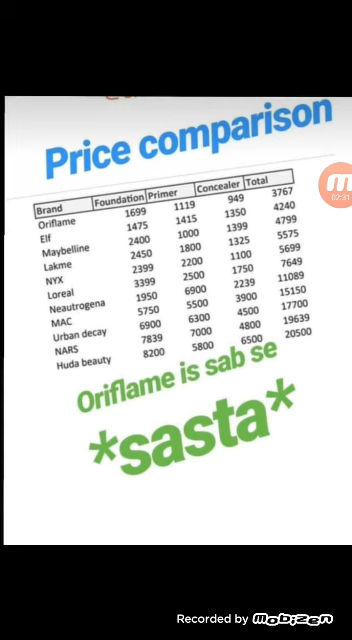 Price comparison
Brand Foundation Primer Concealer Total
Oriflame 1699 1119 949 3767
Elf 1475 1415 1350 4240
Maybelline 2400 1000 1399 4799
Lakme 2450 1800 1325 5575
NYX 2399 2200 1100 5699
Loreal 3399 2500 1750 7649
Neautrogena 1950 6900 2239 11089
MAC 5750 5500 3900 15150
Urban decay 6900 6300 4500 17700
NARS 7839 7000 4800 19639
Huda beauty 8200 5800 6500 20500
02:31
Oriflame is sab se
*sasta*
Recorded by mobizen